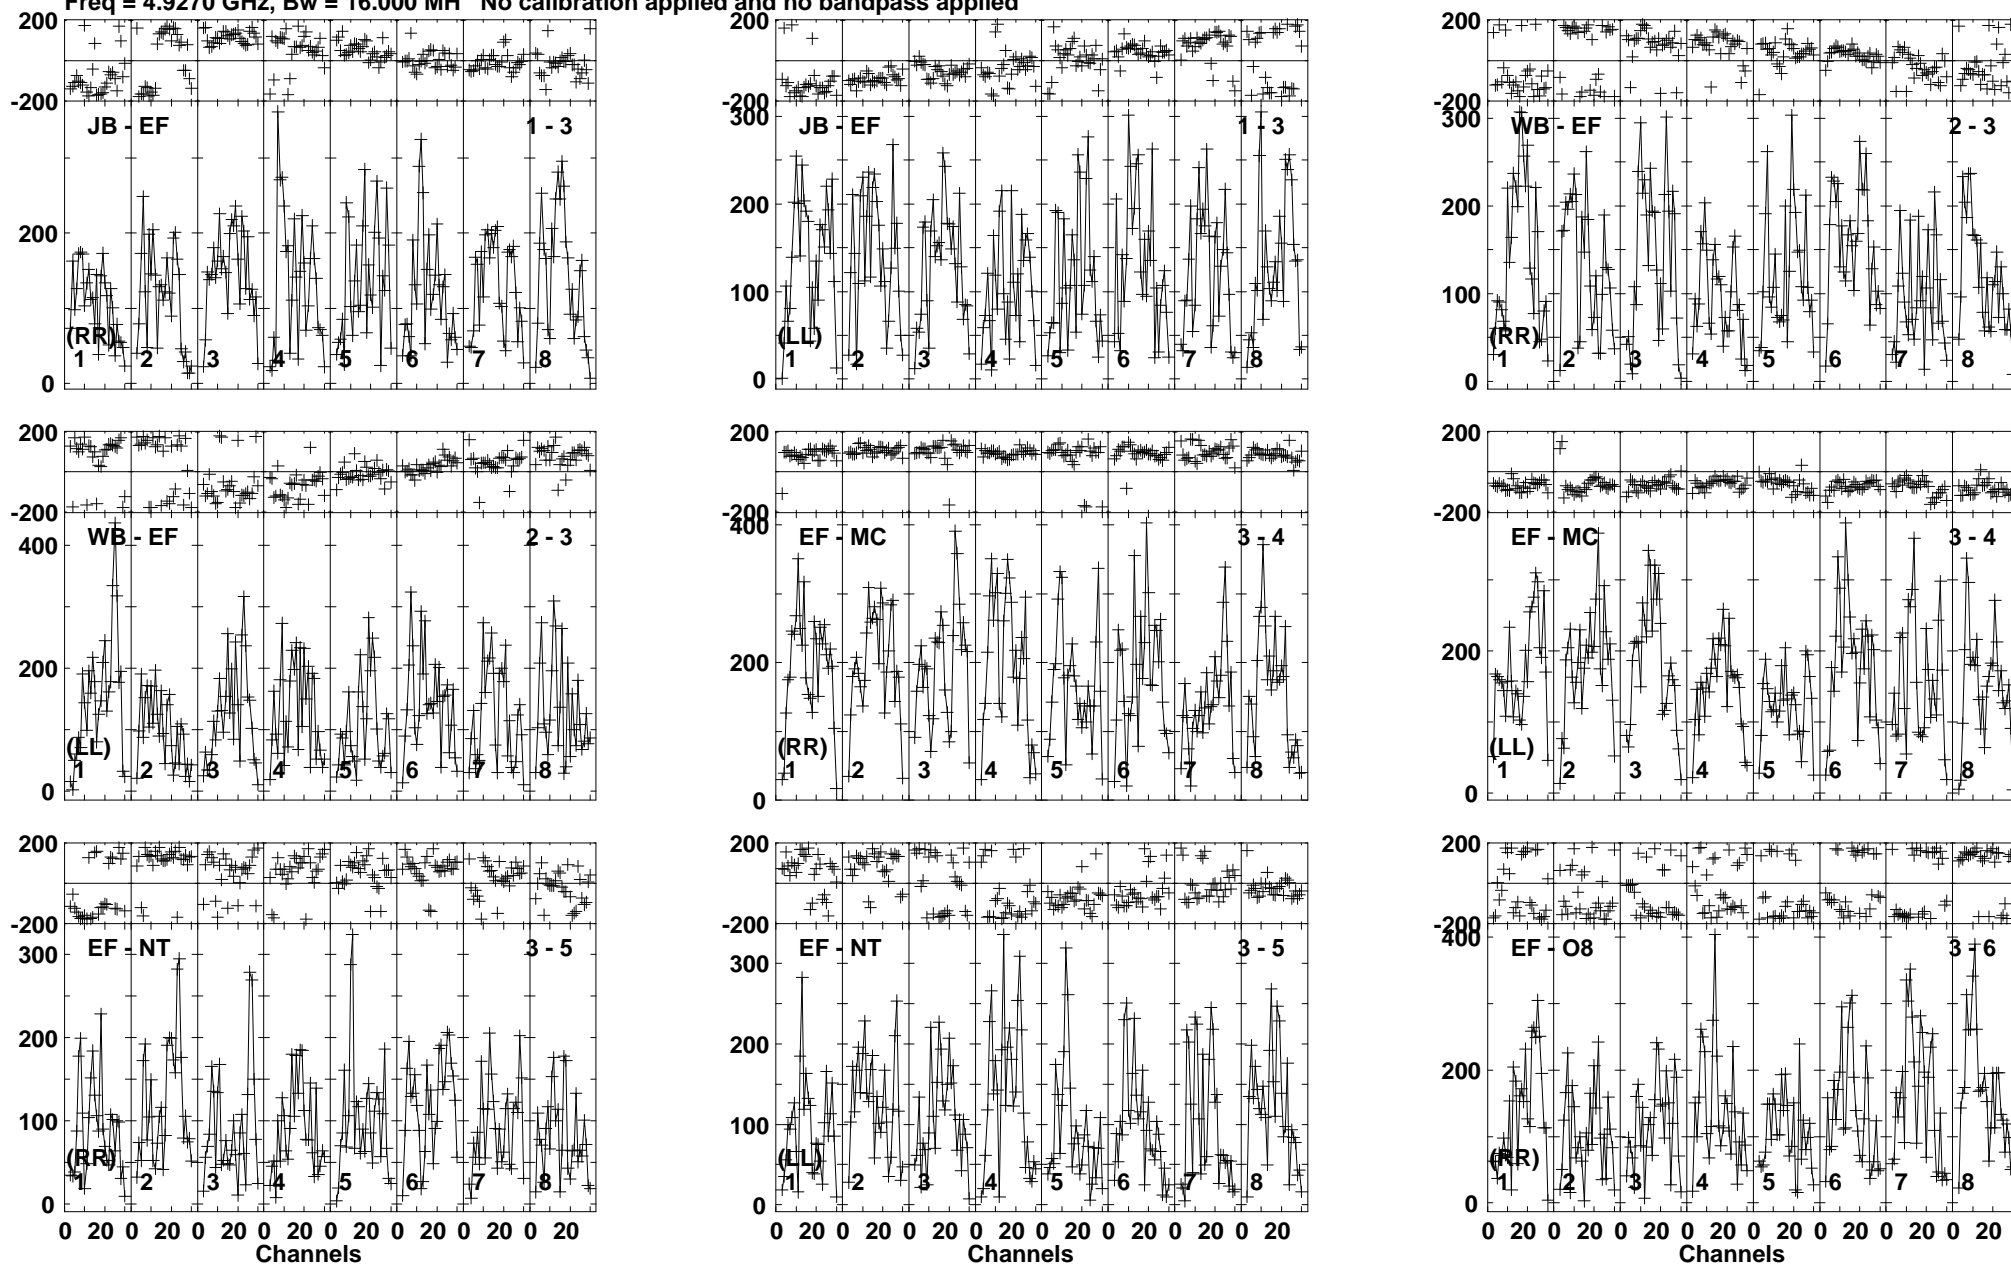 Freq = 4.9270 GHz, Bw = 16.000 MH No calibration applied and no bandpass applied
200 200 200
-200 -200 -200
JB - EF 1 - 3 300 JB - EF 1 - 3 300 WB - EF 2 - 3
200 200 200
100 100
(RR) (LL) (RR)
1 2 3 4 5 6 7 8 1 2 3 4 5 6 7 8 1 2 3 4 5 6 7 8
0 0 0
200 200 200
-200 -200 -200
WB - EF 2 - 3 400 EF - MC 3 - 4 EF - MC 3 - 4
400
200 200 200
(LL) (RR) (LL)
1 2 3 4 5 6 7 8 1 2 3 4 5 6 7 8 1 2 3 4 5 6 7 8
0 0 0
200 200 200
-200 -200 -200
EF - NT 3 - 5 EF - NT 3 - 5 400 EF - O8 3 - 6
300 300
200 200 200
100 100
(RR) (LL) (RR)
1 2 3 4 5 6 7 8 1 2 3 4 5 6 7 8 1 2 3 4 5 6 7 8
0 0 0
0 20 0 20 0 20 0 20 0 20 0 20 0 20 0 20 0 20 0 20 0 20 0 20 0 20 0 20 0 20 0 20 0 20 0 20 0 20 0 20 0 20 0 20 0 20 0 20
Channels Channels Channels